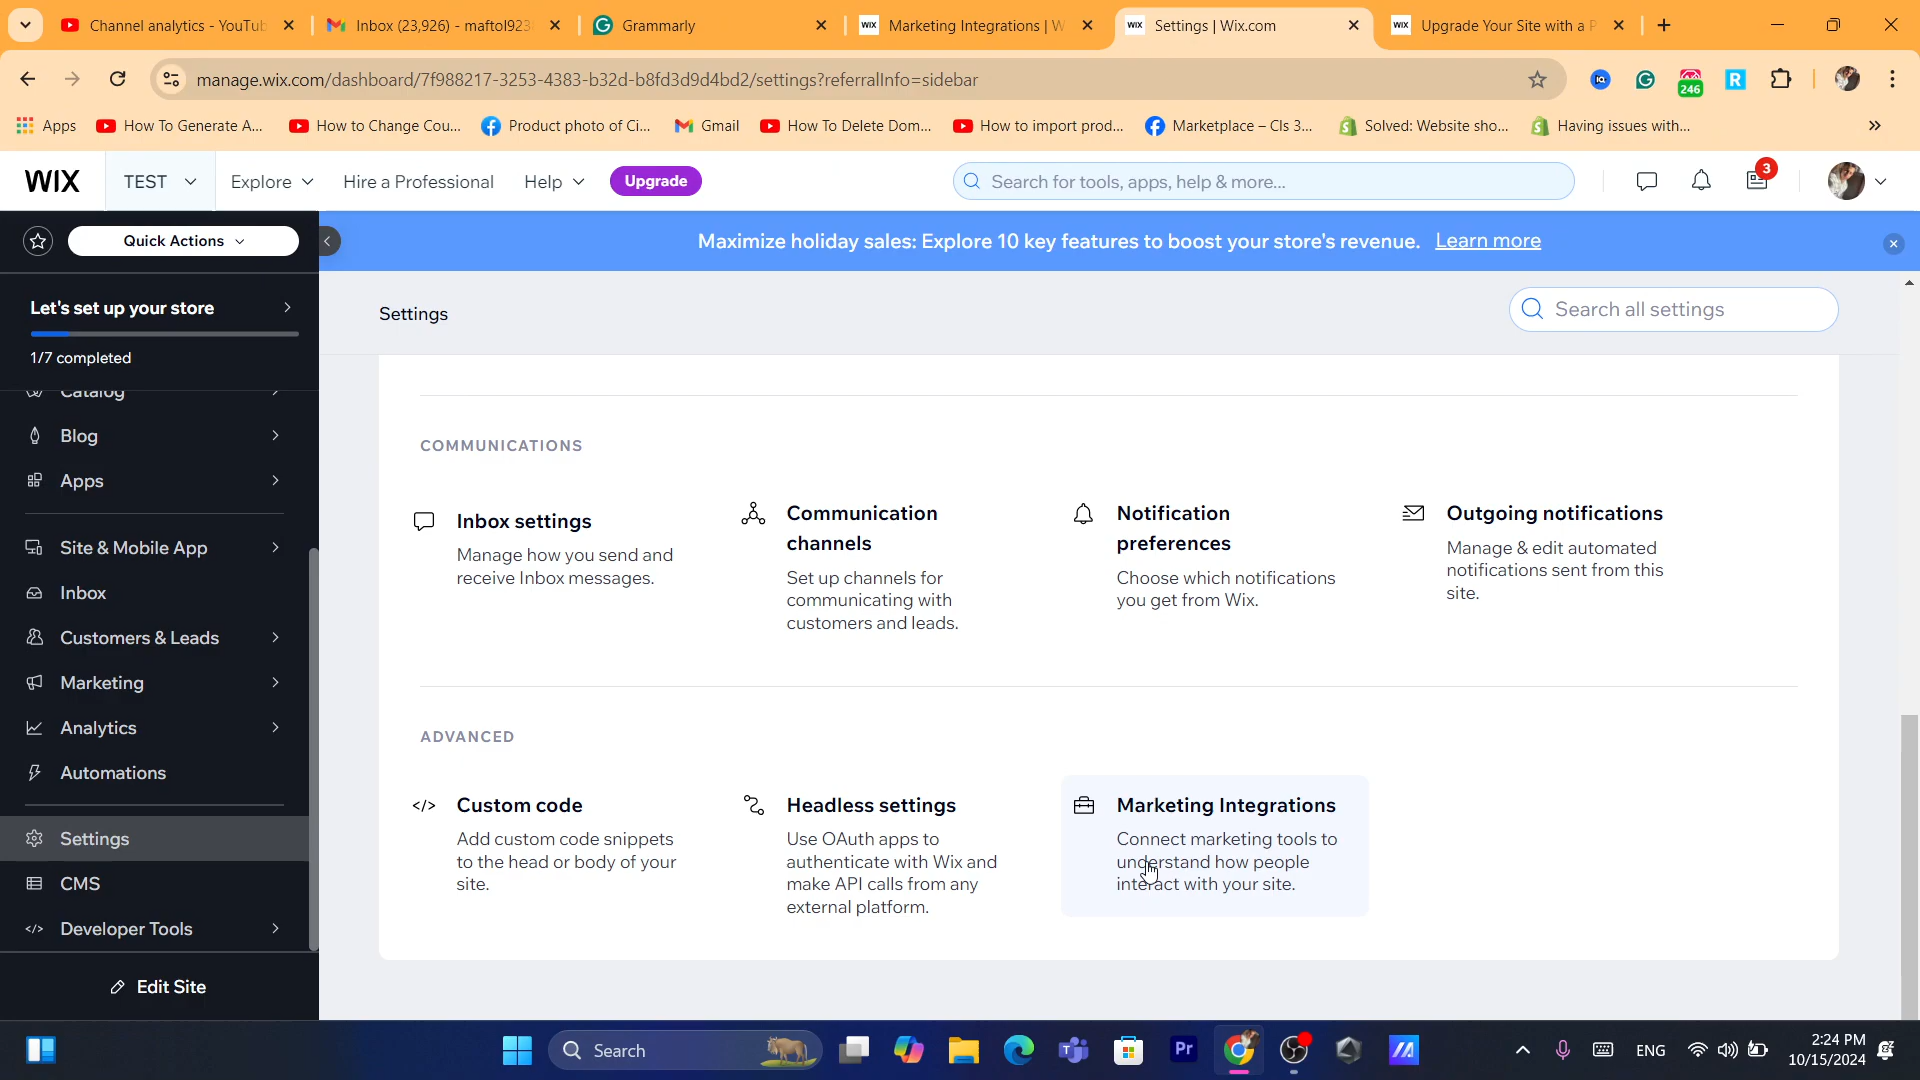 Channel analytics - YouTub
Inbox (23,926) - maftol923
Grammarly
WIX Marketing Integrations | W
WIX Settings | Wix.com
WIX Upgrade Your Site with a P
manage.wix.com/dashboard/7f988217-3253-4383-b32d-b8fd3d9d4bd2/settings?referralInfo=sidebar
246
R
Apps
How To Generate A...
How to Change Cou...
Product photo of Ci...
Gmail
How To Delete Dom...
How to import prod...
Marketplace – Cls 3...
Solved: Website sho...
Having issues with...
WIX
TEST
Explore
Hire a Professional
Help
Upgrade
Search for tools, apps, help & more...
3
Quick Actions
Maximize holiday sales: Explore 10 key features to boost your store's revenue. Learn more
Let's set up your store
1/7 completed
Catalog
Blog
Apps
Site & Mobile App
Inbox
Customers & Leads
Marketing
Analytics
Automations
Settings
CMS
Developer Tools
Edit Site
Settings
Search all settings
COMMUNICATIONS
Inbox settings
Manage how you send and
receive Inbox messages.
Communication
channels
Set up channels for
communicating with
customers and leads.
Notification
preferences
Choose which notifications
you get from Wix.
Outgoing notifications
Manage & edit automated
notifications sent from this
site.
ADVANCED
Custom code
Add custom code snippets
to the head or body of your
site.
Headless settings
Use OAuth apps to
authenticate with Wix and
make API calls from any
external platform.
Marketing Integrations
Connect marketing tools to
understand how people
interact with your site.
Search
Pr
ENG
2:24 PM
10/15/2024